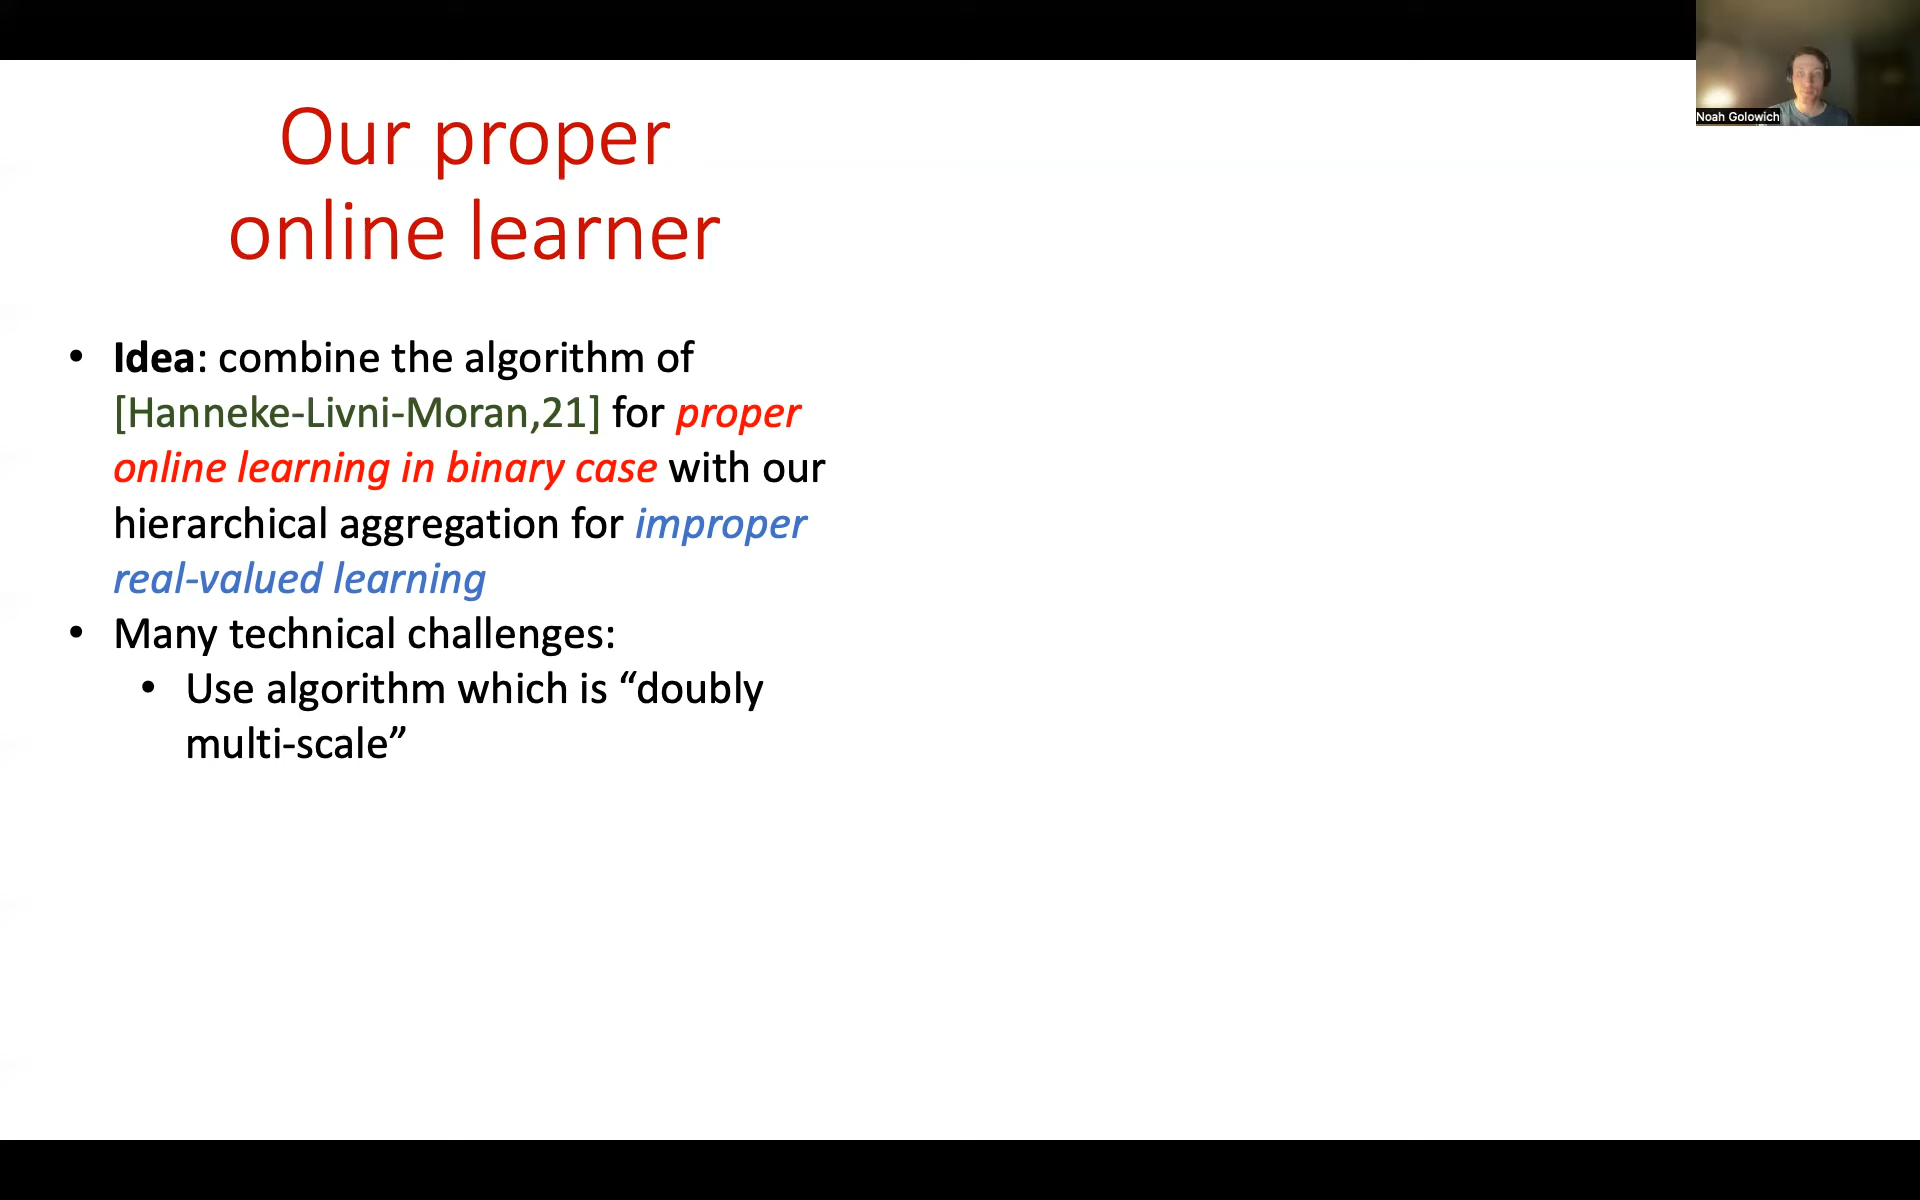 Our proper
online learner
• Idea: combine the algorithm of
[Hanneke-Livni-Moran,21] for proper
online learning in binary case with our
hierarchical aggregation for improper
real-valued learning
• Many technical challenges:
• Use algorithm which is “doubly
multi-scale”
Noah Golowich